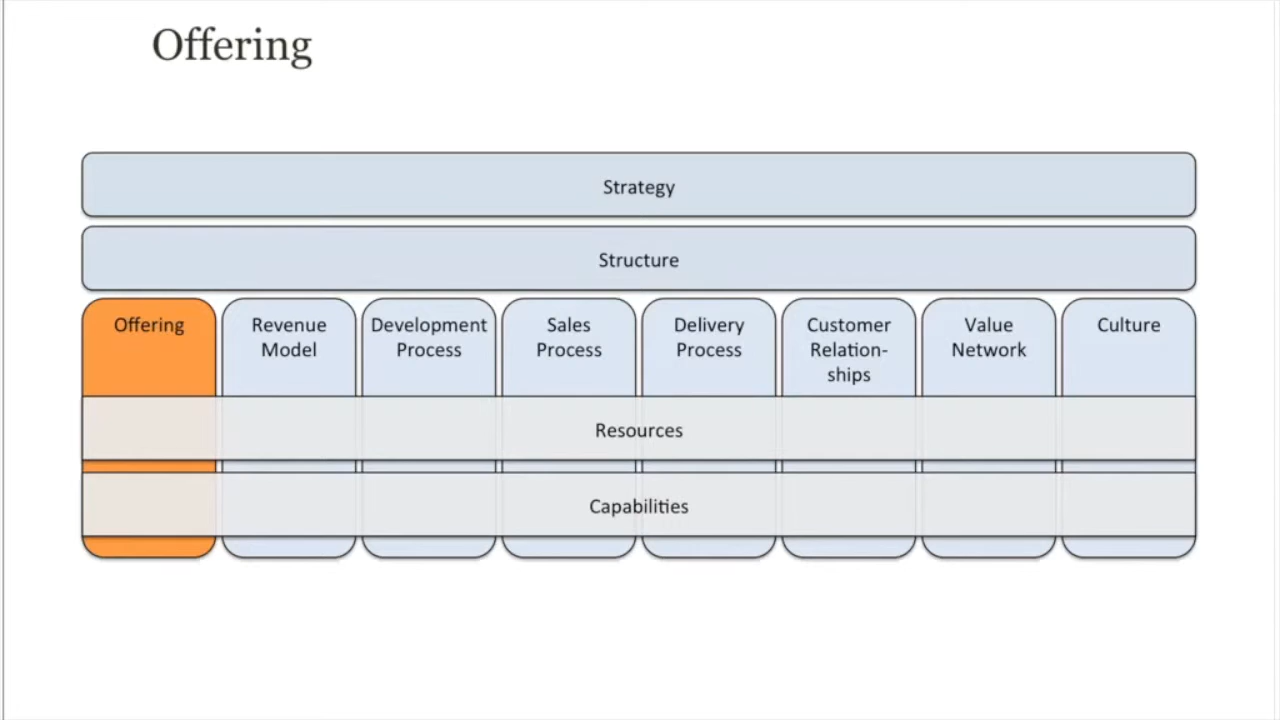 Offering
Strategy
Structure
Offering
Revenue
Model
Development
Process
Sales
Process
Delivery
Process
Customer
Relation-
ships
Value
Network
Culture
Resources
Capabilities